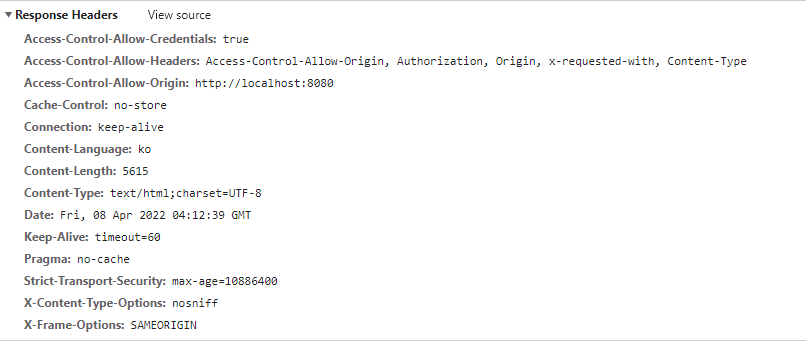 Response Headers View source
Access-Control-Allow-Credentials: true
Access-Control-Allow-Headers: Access-Control-Allow-Origin, Authorization, Origin, x-requested-with, Content-Type
Access-Control-Allow-Origin: http://localhost:8080
Cache-Control: no-store
Connection: keep-alive
Content-Language: ko
Content-Length: 5615
Content-Type: text/html;charset=UTF-8
Date: Fri, 08 Apr 2022 04:12:39 GMT
Keep-Alive: timeout=60
Pragma: no-cache
Strict-Transport-Security: max-age=10886400
X-Content-Type-Options: nosniff
X-Frame-Options: SAMEORIGIN